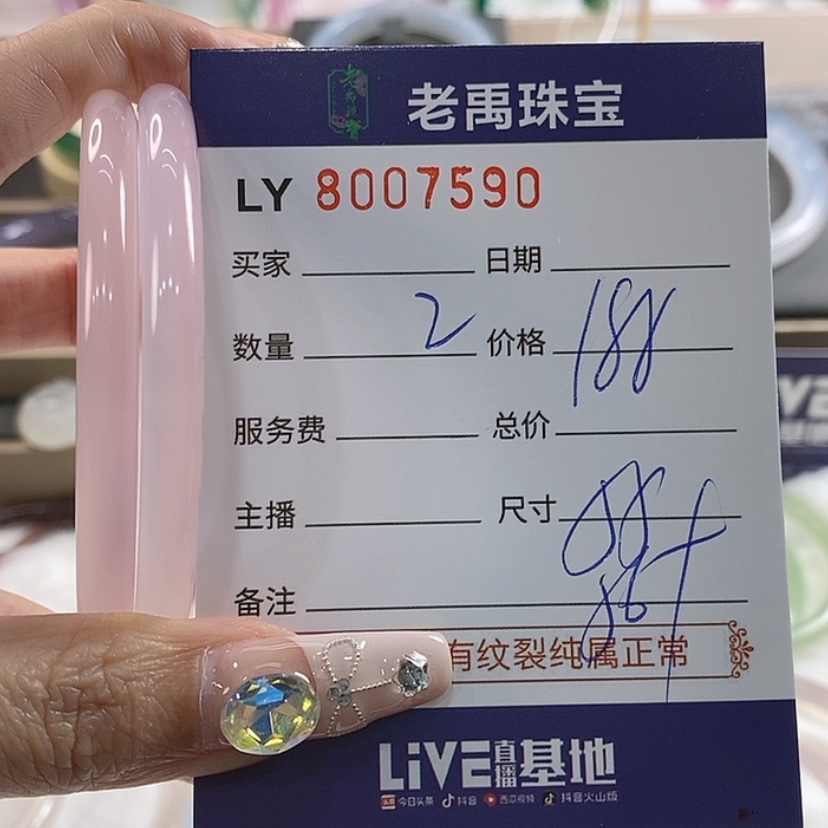 老禹珠宝
LY 8007590
买家 日期
数量 2 价格 188
服务费 总价
主播 尺寸
备注
有纹裂纯属正常
LiVE直播基地
今日头条 抖音 西瓜视频 抖音火山版